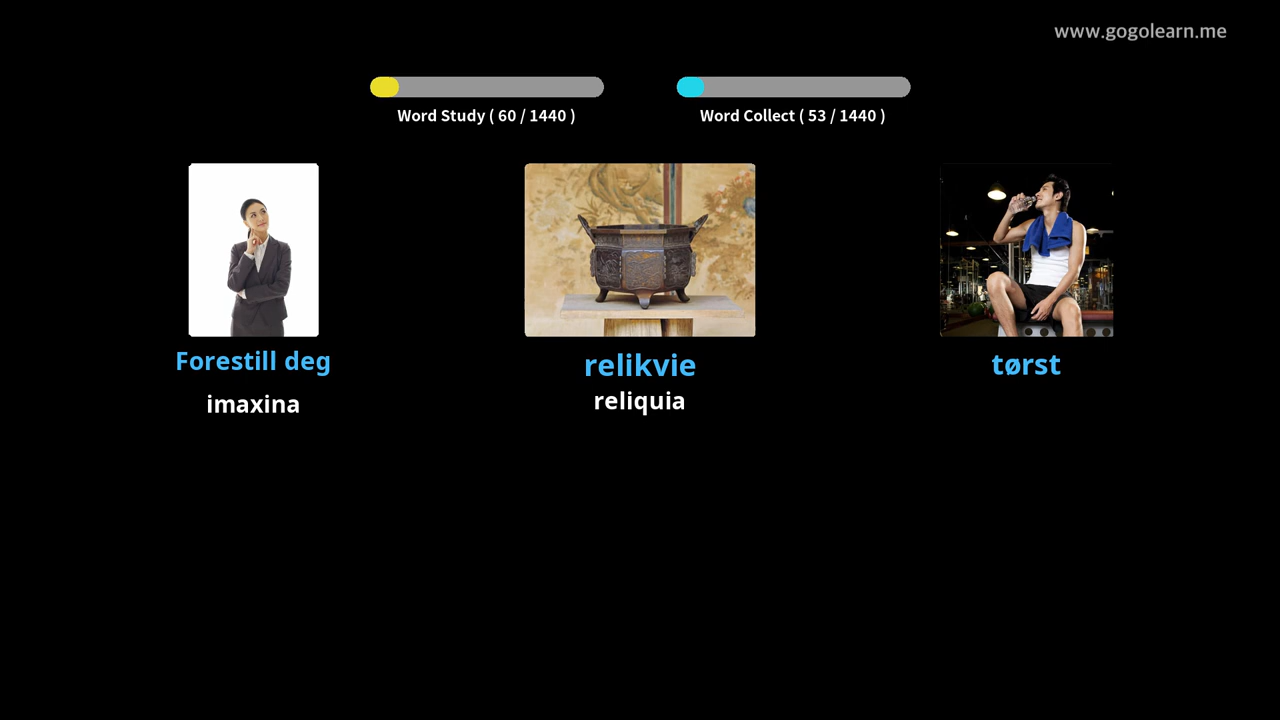 www.gogolearn.me
Word Study ( 60 / 1440 )
Word Collect ( 53 / 1440 )
Forestill deg
imaxina
relikvie
reliquia
tørst